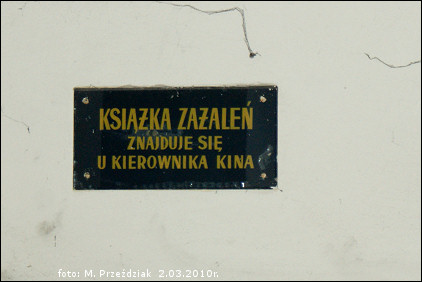 KSIĄŻKA ZAŻALEŃ
ZNAJDUJE SIĘ
U KIEROWNIKA KINA
foto: M. Przeździak 2.03.2010r.